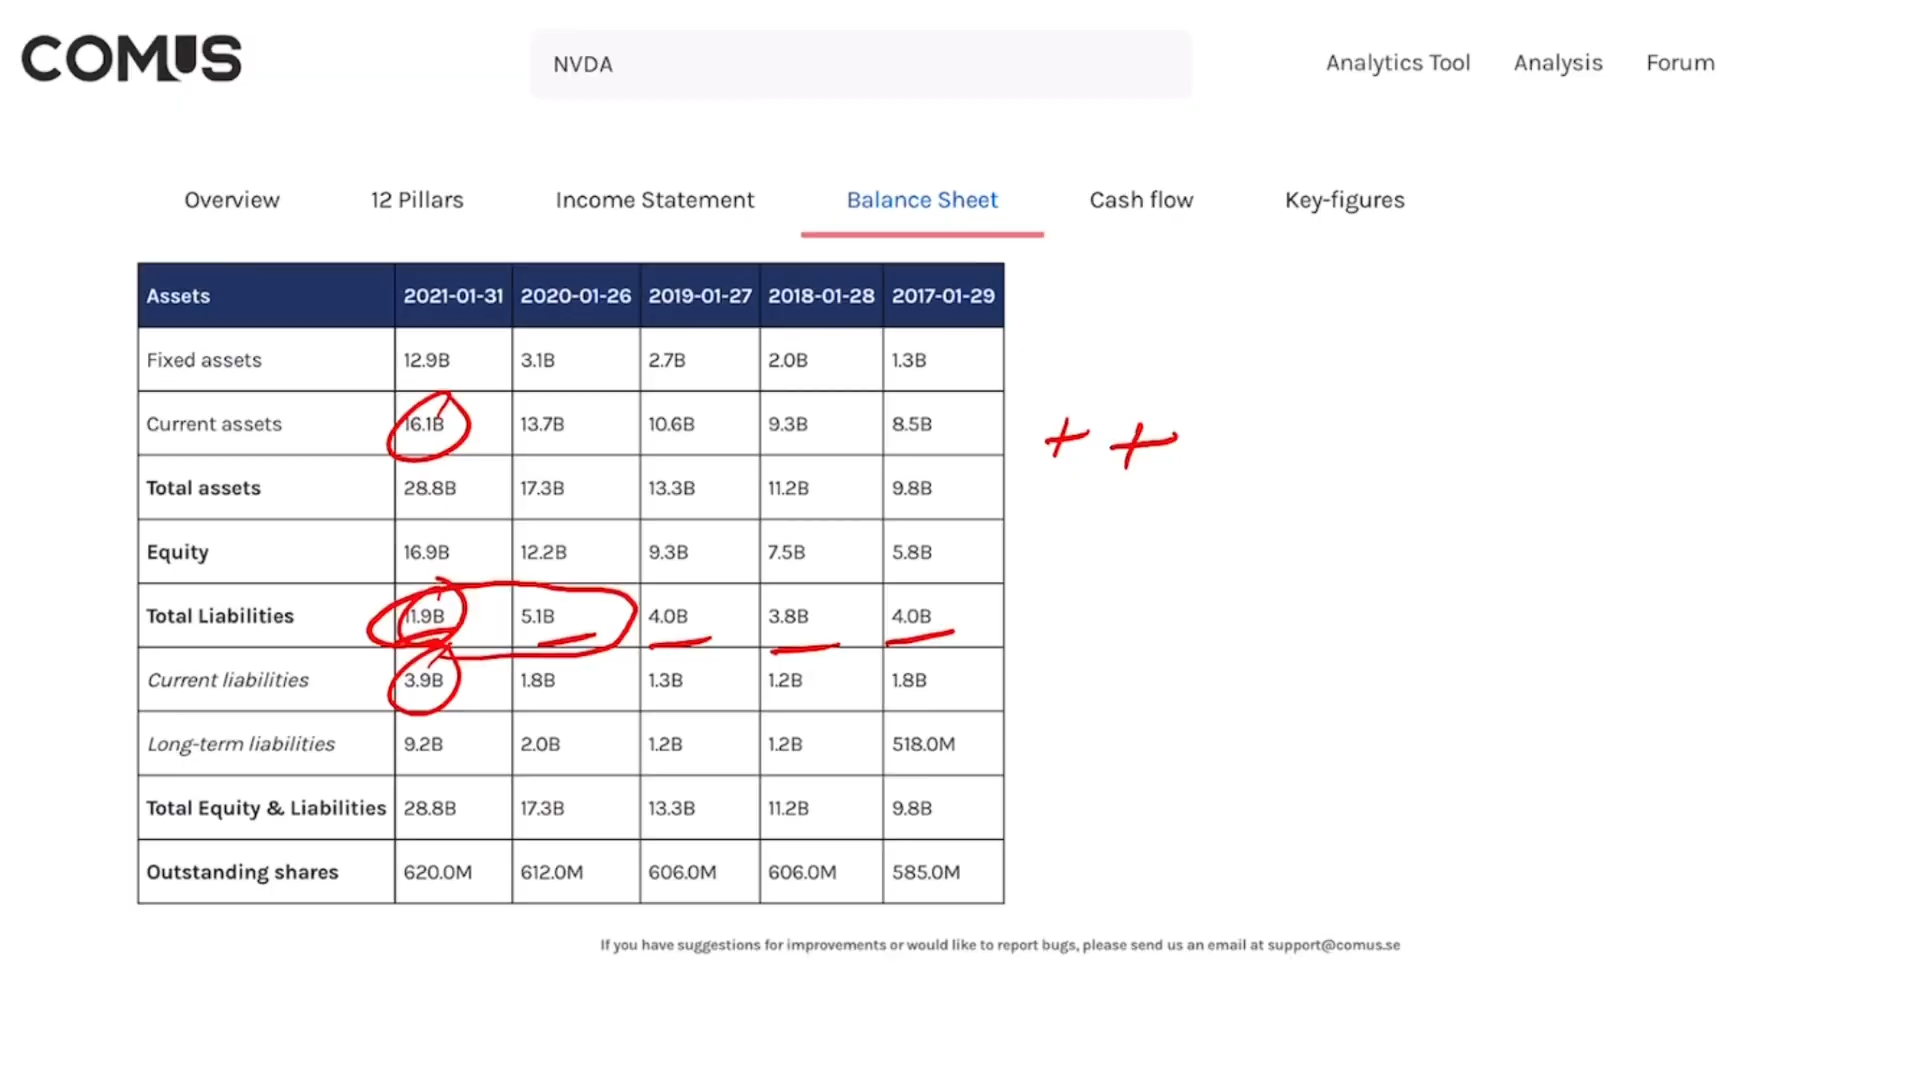 COMUS
NVDA
Analytics Tool Analysis Forum
Overview 12 Pillars Income Statement Balance Sheet Cash flow Key-figures
Assets 2021-01-31 2020-01-26 2019-01-27 2018-01-28 2017-01-29
Fixed assets 12.9B 3.1B 2.7B 2.0B 1.3B
Current assets 16.1B 13.7B 10.6B 9.3B 8.5B
+ +
Total assets 28.8B 17.3B 13.3B 11.2B 9.8B
Equity 16.9B 12.2B 9.3B 7.5B 5.8B
Total Liabilities 11.9B 5.1B 4.0B 3.8B 4.0B
Current liabilities 3.9B 1.8B 1.3B 1.2B 1.8B
Long-term liabilities 9.2B 2.0B 1.2B 1.2B 518.0M
Total Equity & Liabilities 28.8B 17.3B 13.3B 11.2B 9.8B
Outstanding shares 620.0M 612.0M 606.0M 606.0M 585.0M
If you have suggestions for improvements or would like to report bugs, please send us an email at support@comus.se